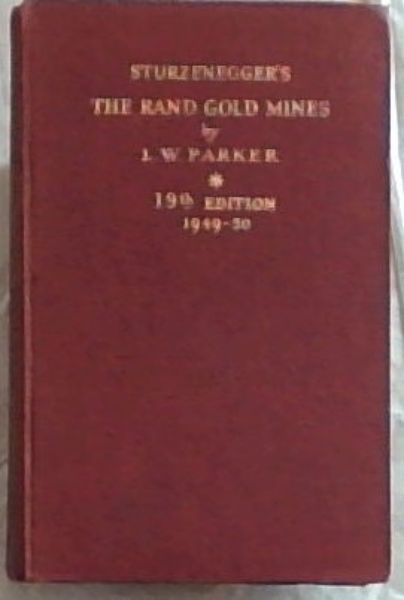 STURZENEGGER'S
THE RAND GOLD MINES
by
I. W. PARKER
*
19th EDITION
1949-50